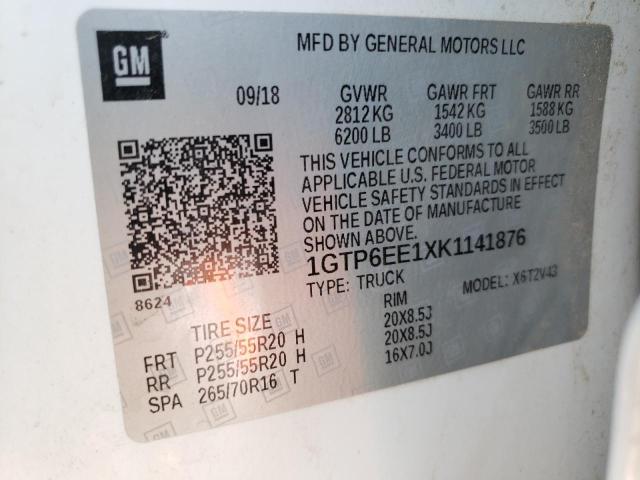 GM
MFD BY GENERAL MOTORS LLC
09/18 GVWR GAWR FRT GAWR RR
2812 KG 1542 KG 1588 KG
6200 LB 3400 LB 3500 LB
THIS VEHICLE CONFORMS TO ALL
APPLICABLE U.S. FEDERAL MOTOR
VEHICLE SAFETY STANDARDS IN EFFECT
ON THE DATE OF MANUFACTURE
SHOWN ABOVE.
1GTP6EE1XK1141876
8624
TYPE: TRUCK MODEL: X6T2V43
TIRE SIZE RIM
FRT P255/55R20 H 20X8.5J
RR P255/55R20 H 20X8.5J
SPA 265/70R16 T 16X7.0J